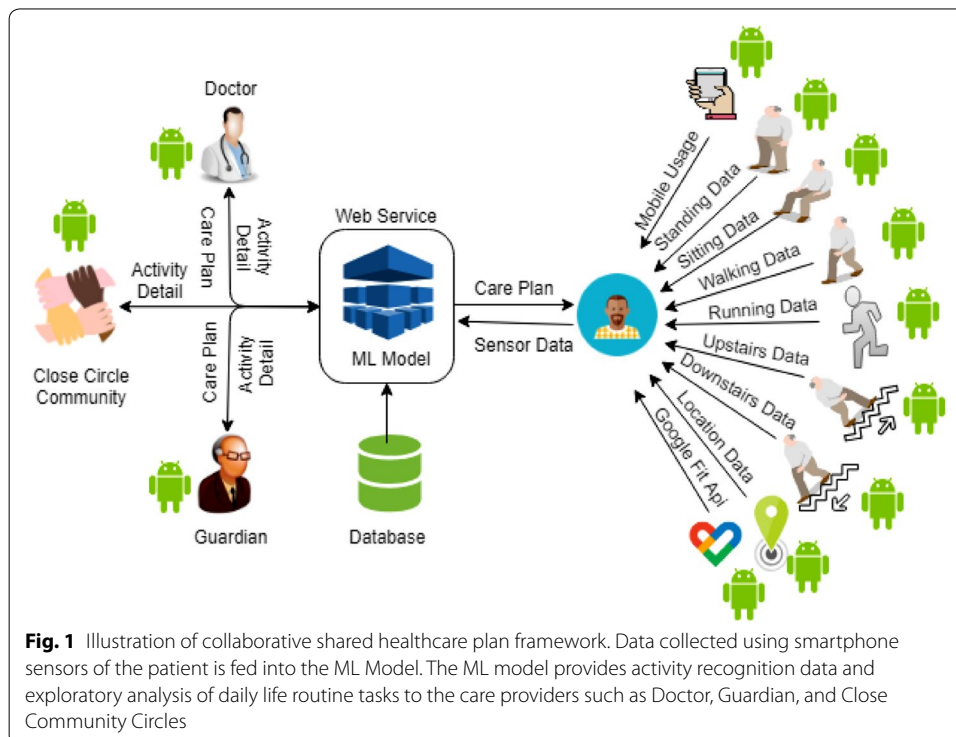 Doctor
Care Plan
Activity
Detail
Activity
Detail
Close Circle
Community
Care Plan
Activity
Detail
Guardian
Web Service
ML Model
Database
Care Plan
Sensor Data
Mobile Usage
Standing Data
Sitting Data
Walking Data
Running Data
Upstairs Data
Downstairs Data
Location Data
Google Fit Api
Fig. 1 Illustration of collaborative shared healthcare plan framework. Data collected using smartphone
sensors of the patient is fed into the ML Model. The ML model provides activity recognition data and
exploratory analysis of daily life routine tasks to the care providers such as Doctor, Guardian, and Close
Community Circles